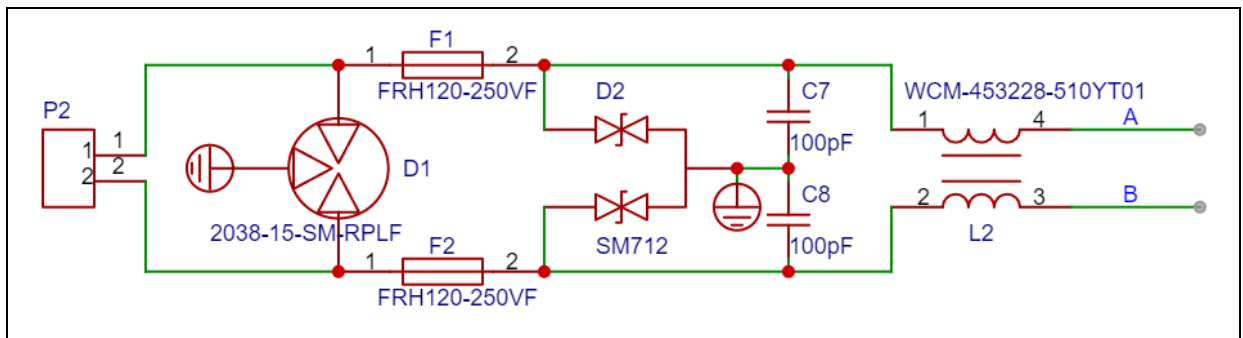 F1
1 2
FRH120-250VF
D2
C7
WCM-453228-510YT01
P2
1 4
A
1 1
100pF
2 2
D1
C8
2 3
B
2038-15-SM-RPLF
F2
SM712
100pF
L2
1 2
FRH120-250VF